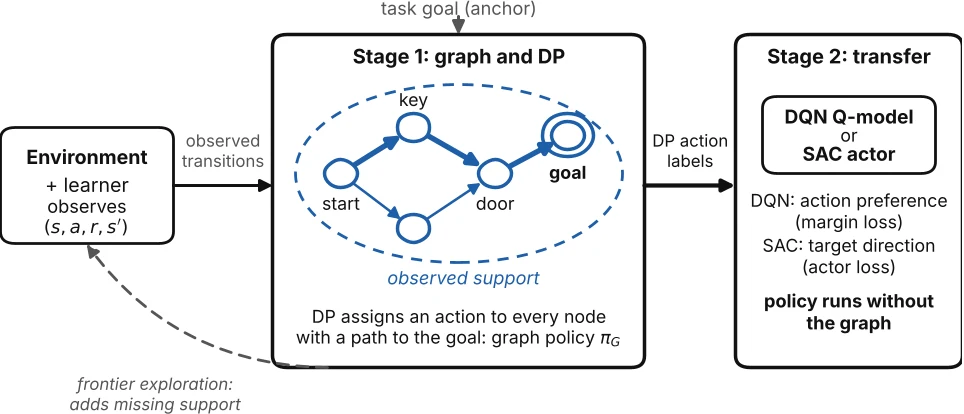 task goal (anchor)
Environment
+ learner
observes
(s, a, r, s′)
observed
transitions
Stage 1: graph and DP
key
start
door
goal
observed support
DP assigns an action to every node
with a path to the goal: graph policy π_G
DP action
labels
Stage 2: transfer
DQN Q-model
or
SAC actor
DQN: action preference
(margin loss)
SAC: target direction
(actor loss)
policy runs without
the graph
frontier exploration:
adds missing support